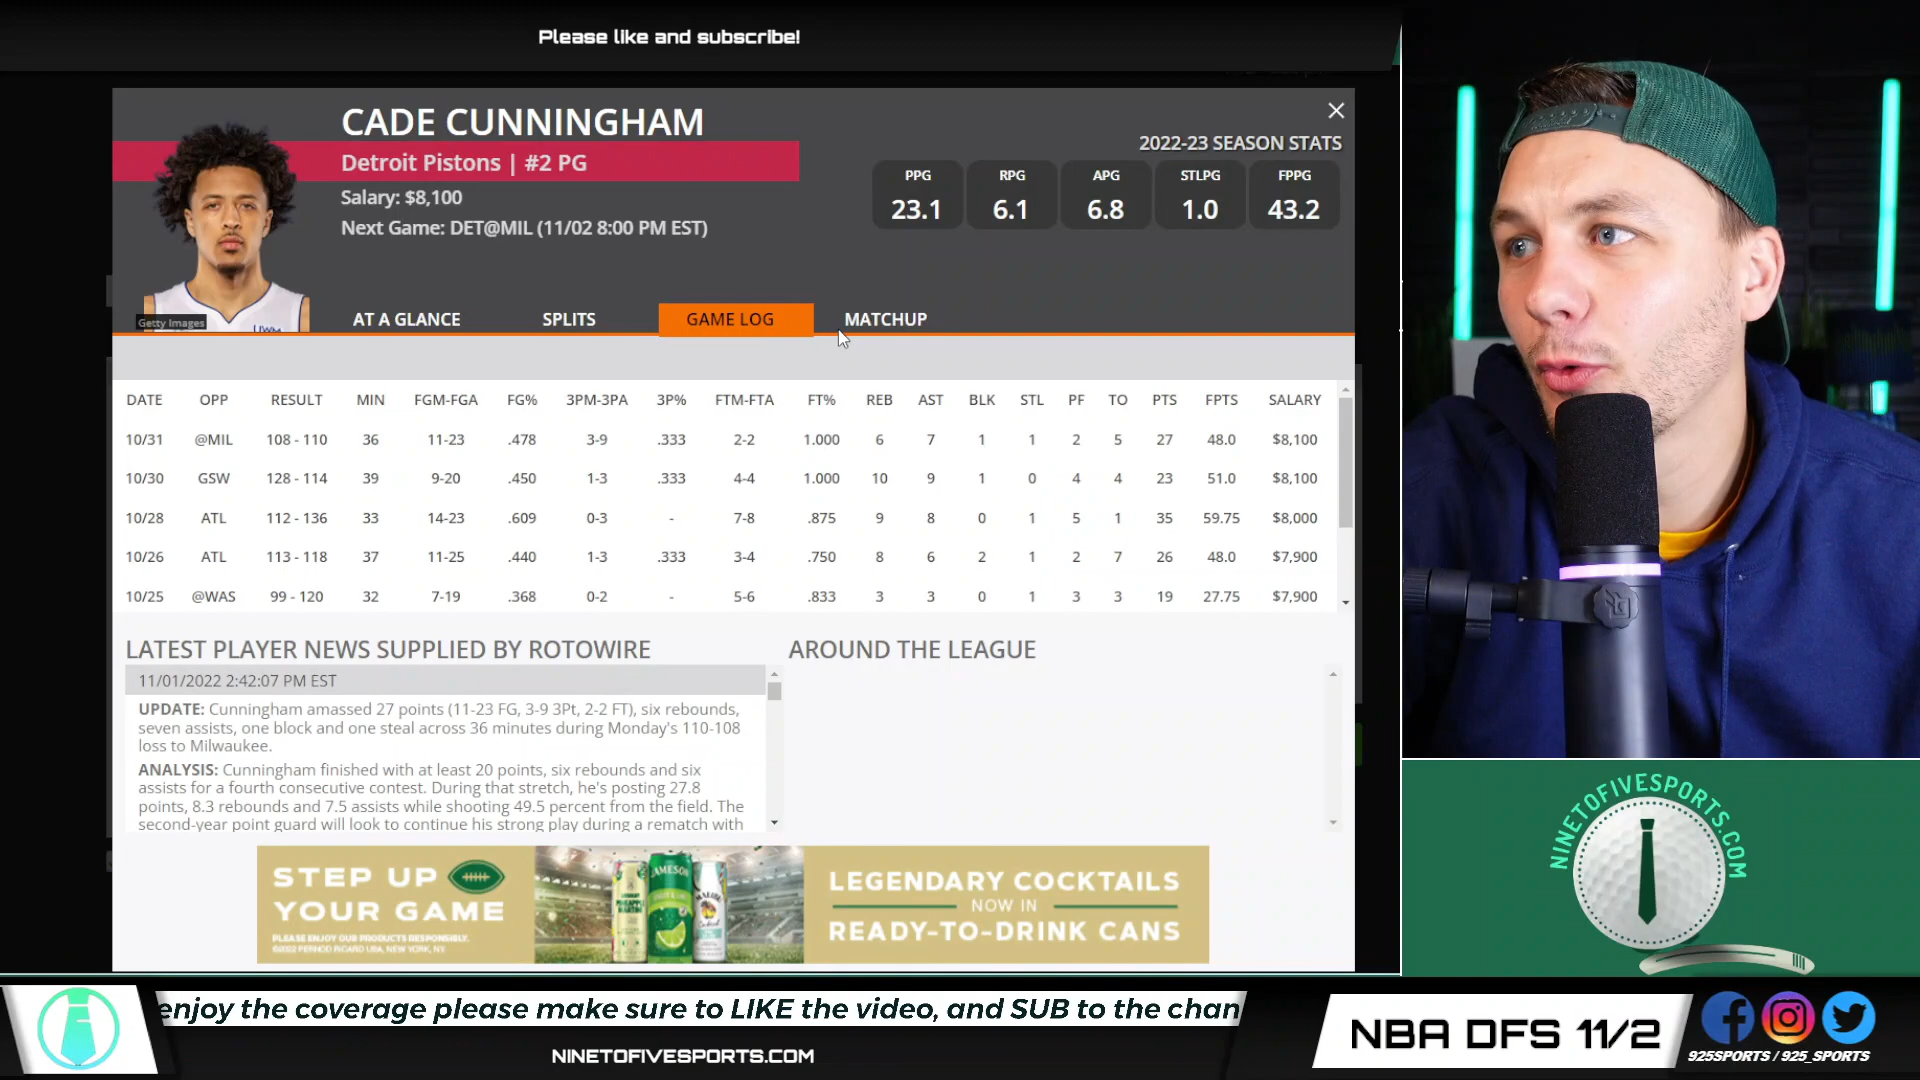 Please like and subscribe!
CADE CUNNINGHAM
Detroit Pistons | #2 PG
Salary: $8,100
Next Game: DET@MIL (11/02 8:00 PM EST)
2022-23 SEASON STATS
PPG RPG APG STLPG FPPG
23.1 6.1 6.8 1.0 43.2
Getty Images
AT A GLANCE SPLITS GAME LOG MATCHUP
DATE OPP RESULT MIN FGM-FGA FG% 3PM-3PA 3P% FTM-FTA FT% REB AST BLK STL PF TO PTS FPTS SALARY
10/31 @MIL 108 - 110 36 11-23 .478 3-9 .333 2-2 1.000 6 7 1 1 2 5 27 48.0 $8,100
10/30 GSW 128 - 114 39 9-20 .450 1-3 .333 4-4 1.000 10 9 1 0 4 4 23 51.0 $8,100
10/28 ATL 112 - 136 33 14-23 .609 0-3 - 7-8 .875 9 8 0 1 5 1 35 59.75 $8,000
10/26 ATL 113 - 118 37 11-25 .440 1-3 .333 3-4 .750 8 6 2 1 2 7 26 48.0 $7,900
10/25 @WAS 99 - 120 32 7-19 .368 0-2 - 5-6 .833 3 3 0 1 3 3 19 27.75 $7,900
LATEST PLAYER NEWS SUPPLIED BY ROTOWIRE
AROUND THE LEAGUE
11/01/2022 2:42:07 PM EST
UPDATE: Cunningham amassed 27 points (11-23 FG, 3-9 3Pt, 2-2 FT), six rebounds,
seven assists, one block and one steal across 36 minutes during Monday's 110-108
loss to Milwaukee.
ANALYSIS: Cunningham finished with at least 20 points, six rebounds and six
assists for a fourth consecutive contest. During that stretch, he's posting 27.8
points, 8.3 rebounds and 7.5 assists while shooting 49.5 percent from the field. The
second-year point guard will look to continue his strong play during a rematch with
STEP UP
YOUR GAME
PLEASE ENJOY OUR PRODUCTS RESPONSIBLY.
©2022 PERNOD RICARD USA, NEW YORK, NY.
JAMESON
MALIBU
LEGENDARY COCKTAILS
NOW IN
READY-TO-DRINK CANS
NINETOFIVESPORTS.COM
enjoy the coverage please make sure to LIKE the video, and SUB to the chan
NINETOFIVESPORTS.COM
NBA DFS 11/2
925SPORTS / 925_SPORTS